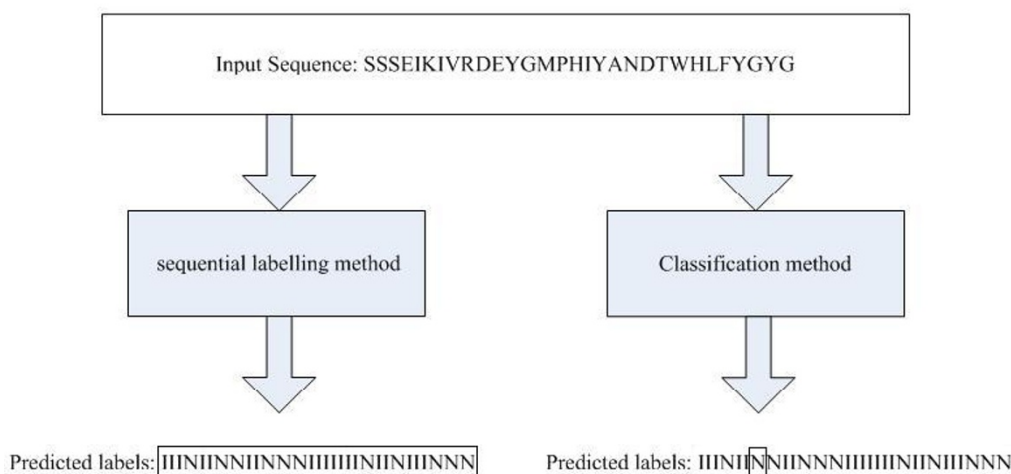 Input Sequence: SSSEIKIVRDEYGMPHIYANDTWHLFYGYG
sequential labelling method
Classification method
Predicted labels: IIINIINNIINNNIIIIIIINIINIIINNN
Predicted labels: IIINIINNIINNNIIIIIIINIINIIINNN